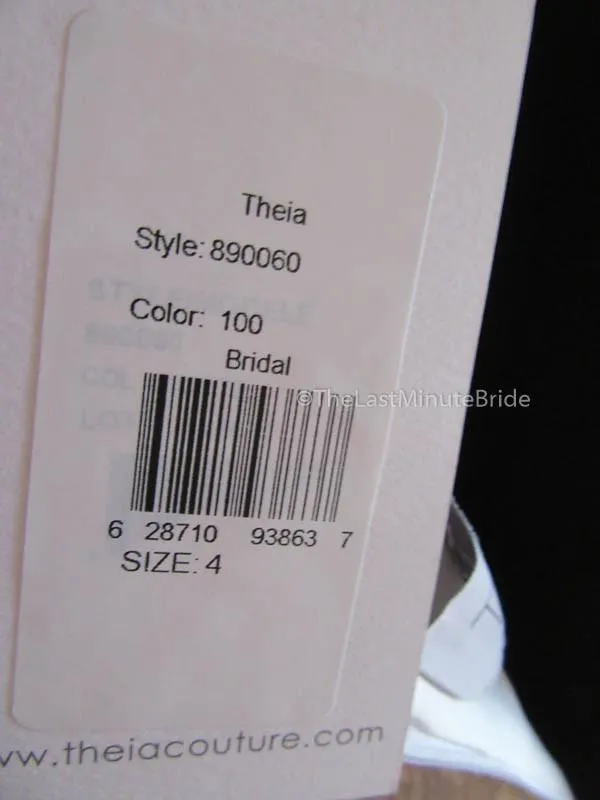 Theia
Style: 890060
Color: 100
Bridal
©TheLastMinuteBride
6 28710 93863 7
SIZE: 4
www.theiacouture.com